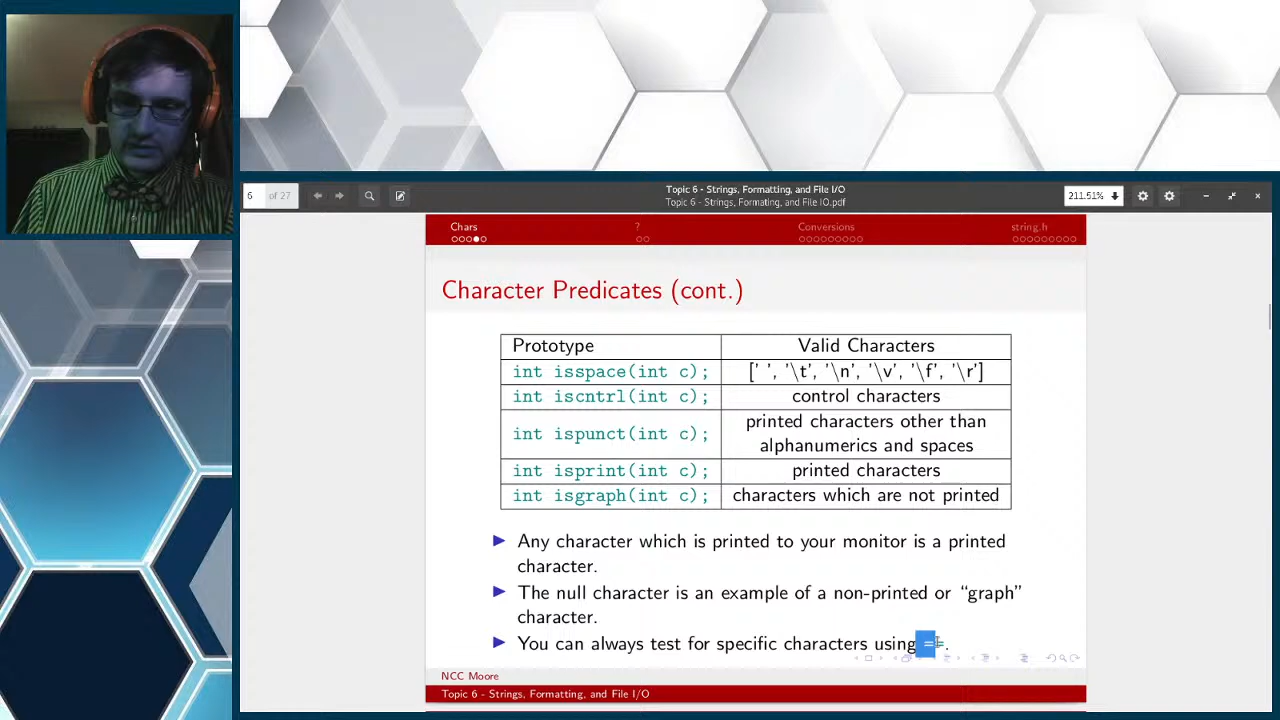 6 of 27
Topic 6 - Strings, Formatting, and File I/O
Topic 6 - Strings, Formating, and File IO.pdf
211.51%
Chars ? Conversions string.h
Character Predicates (cont.)
Prototype Valid Characters
int isspace(int c); [' ', '\t', '\n', '\v', '\f', '\r']
int iscntrl(int c); control characters
int ispunct(int c); printed characters other than
alphanumerics and spaces
int isprint(int c); printed characters
int isgraph(int c); characters which are not printed
Any character which is printed to your monitor is a printed
character.
The null character is an example of a non-printed or “graph”
character.
You can always test for specific characters using ==.
NCC Moore
Topic 6 - Strings, Formatting, and File I/O